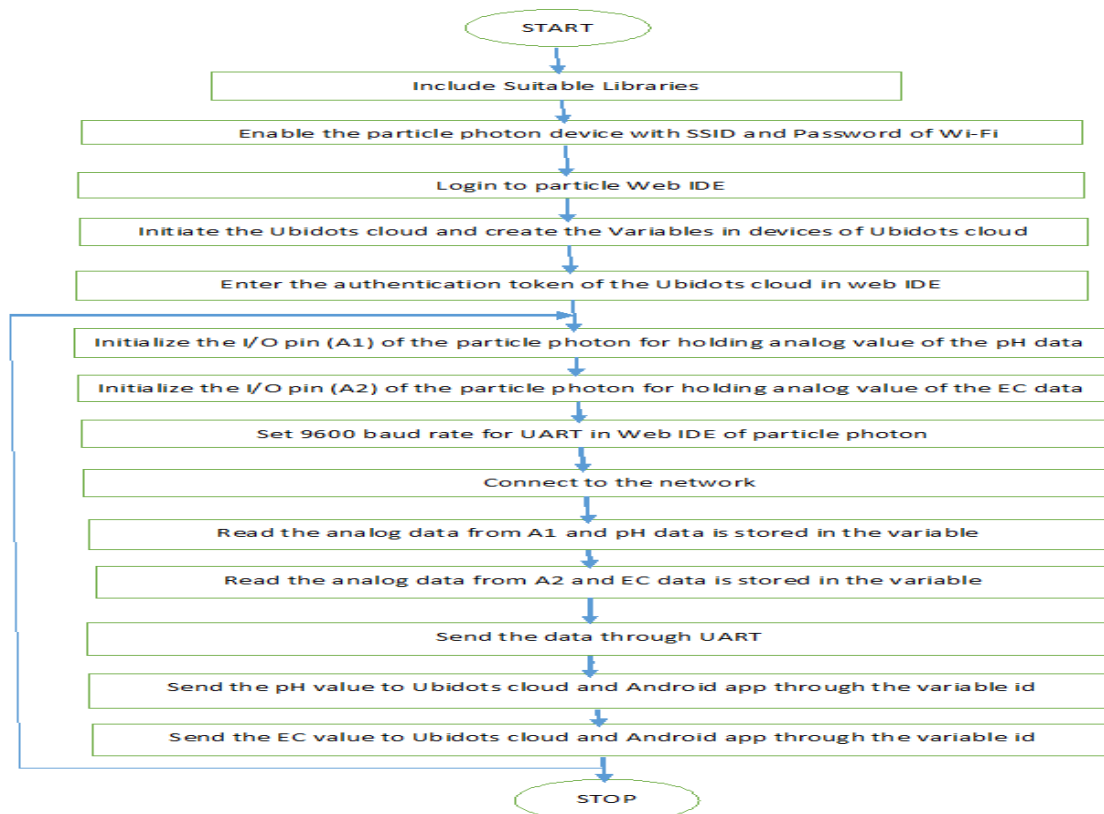 START
Include Suitable Libraries
Enable the particle photon device with SSID and Password of Wi-Fi
Login to particle Web IDE
Initiate the Ubidots cloud and create the Variables in devices of Ubidots cloud
Enter the authentication token of the Ubidots cloud in web IDE
Initialize the I/O pin (A1) of the particle photon for holding analog value of the pH data
Initialize the I/O pin (A2) of the particle photon for holding analog value of the EC data
Set 9600 baud rate for UART in Web IDE of particle photon
Connect to the network
Read the analog data from A1 and pH data is stored in the variable
Read the analog data from A2 and EC data is stored in the variable
Send the data through UART
Send the pH value to Ubidots cloud and Android app through the variable id
Send the EC value to Ubidots cloud and Android app through the variable id
STOP